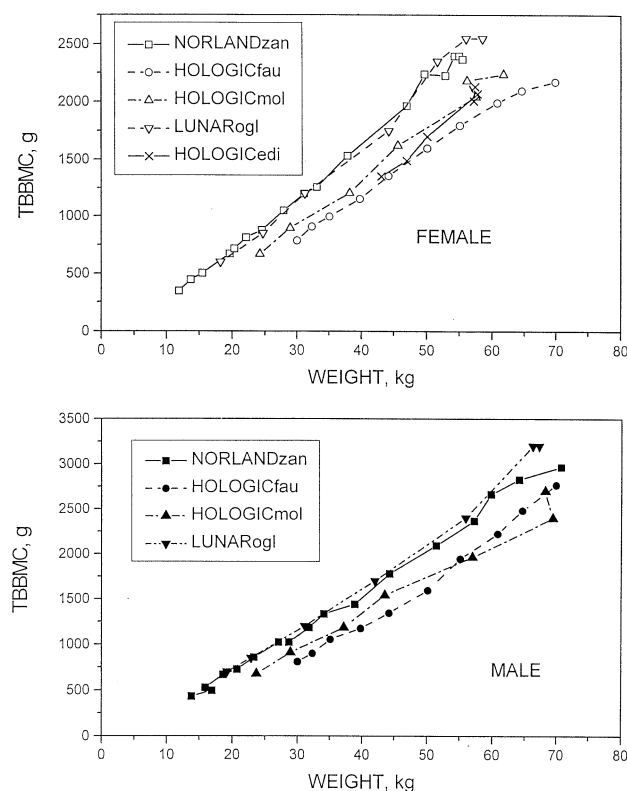 2500
2000
1500
1000
500
0
TBBMC, g
NORLANDzan
HOLOGICfau
HOLOGICmol
LUNARogl
HOLOGICedi
FEMALE
0 10 20 30 40 50 60 70 80
WEIGHT, kg
3500
3000
2500
2000
1500
1000
500
0
TBBMC, g
NORLANDzan
HOLOGICfau
HOLOGICmol
LUNARogl
MALE
0 10 20 30 40 50 60 70 80
WEIGHT, kg